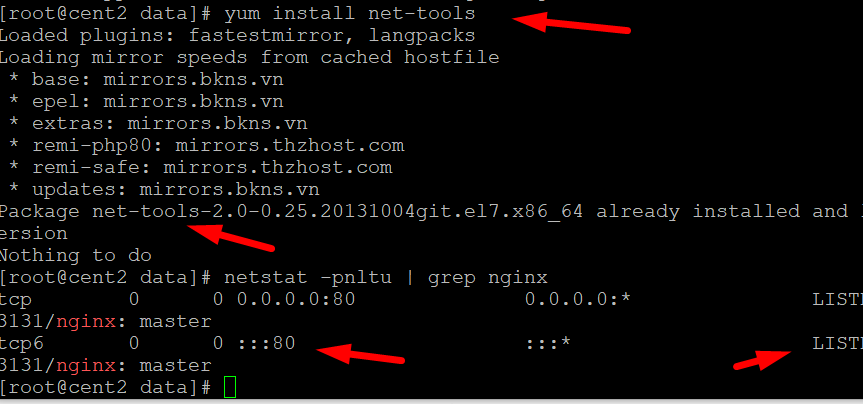 [root@cent2 data]# yum install net-tools
Loaded plugins: fastestmirror, langpacks
Loading mirror speeds from cached hostfile
* base: mirrors.bkns.vn
* epel: mirrors.bkns.vn
* extras: mirrors.bkns.vn
* remi-php80: mirrors.thzhost.com
* remi-safe: mirrors.thzhost.com
* updates: mirrors.bkns.vn
Package net-tools-2.0-0.25.20131004git.el7.x86_64 already installed and
ersion
Nothing to do
[root@cent2 data]# netstat -pnltu | grep nginx
tcp 0 0 0.0.0.0:80 0.0.0.0:* LIST
3131/nginx: master
tcp6 0 0 :::80 :::* LIST
3131/nginx: master
[root@cent2 data]#